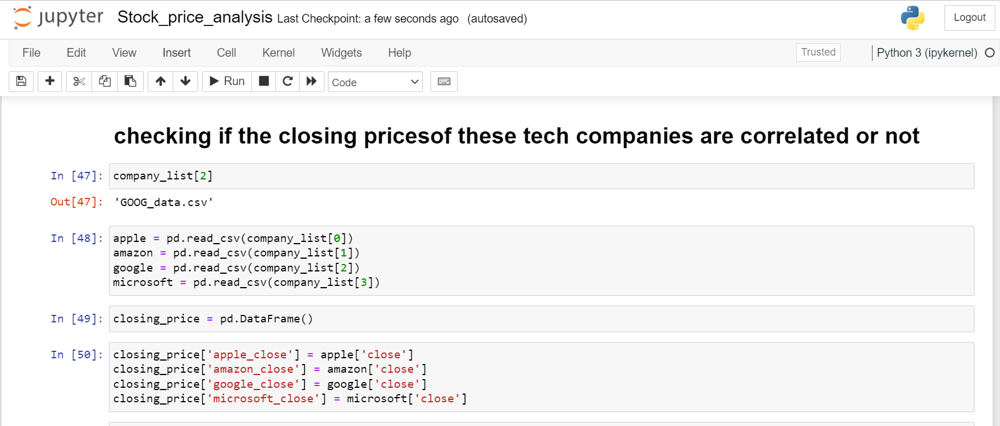 jupyter Stock_price_analysis Last Checkpoint: a few seconds ago (autosaved) Logout
File Edit View Insert Cell Kernel Widgets Help Trusted Python 3 (ipykernel)
Run Code
checking if the closing pricesof these tech companies are correlated or not
In [47]: company_list[2]
Out[47]: 'GOOG_data.csv'
In [48]: apple = pd.read_csv(company_list[0])
amazon = pd.read_csv(company_list[1])
google = pd.read_csv(company_list[2])
microsoft = pd.read_csv(company_list[3])
In [49]: closing_price = pd.DataFrame()
In [50]: closing_price['apple_close'] = apple['close']
closing_price['amazon_close'] = amazon['close']
closing_price['google_close'] = google['close']
closing_price['microsoft_close'] = microsoft['close']